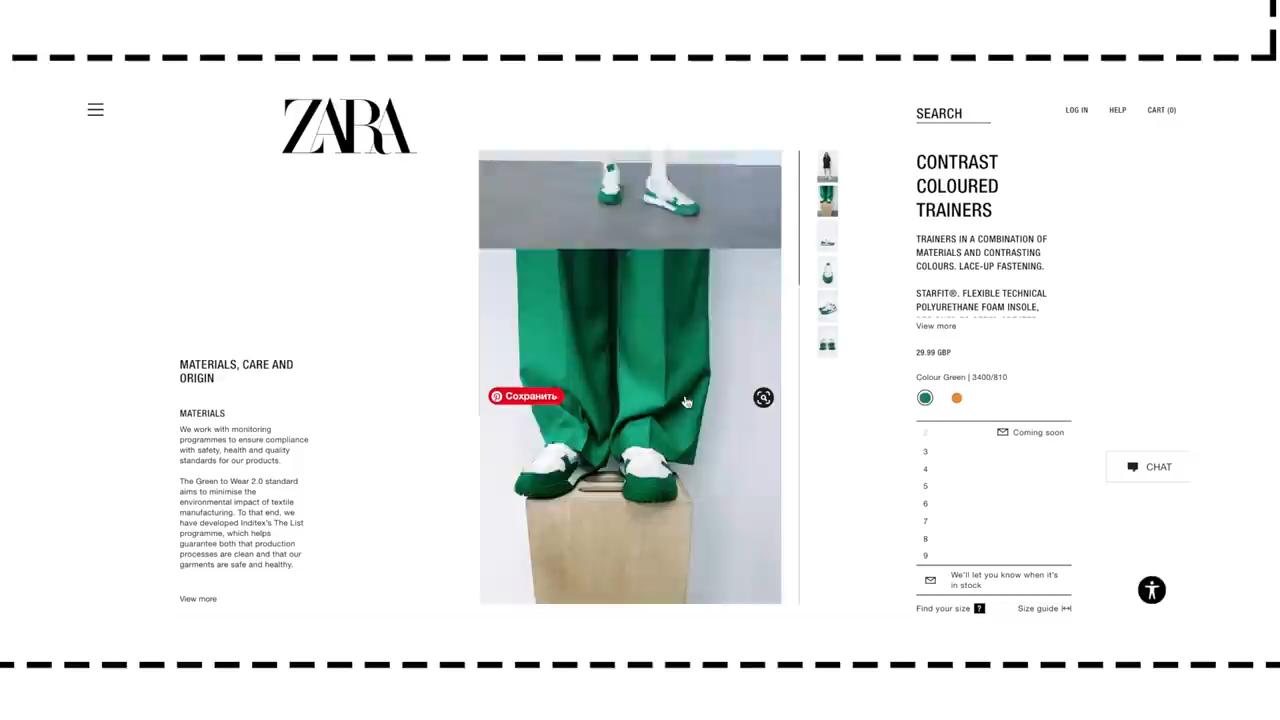 ZARA
SEARCH
LOG IN
HELP
CART (0)
CONTRAST
COLOURED
TRAINERS
TRAINERS IN A COMBINATION OF
MATERIALS AND CONTRASTING
COLOURS. LACE-UP FASTENING.
STARFIT®. FLEXIBLE TECHNICAL
POLYURETHANE FOAM INSOLE,
View more
29.99 GBP
Colour Green | 3400/810
2
Coming soon
3
4
5
6
7
8
9
We'll let you know when it's
in stock
Find your size ?
Size guide
CHAT
Сохранить
MATERIALS, CARE AND
ORIGIN
MATERIALS
We work with monitoring
programmes to ensure compliance
with safety, health and quality
standards for our products.
The Green to Wear 2.0 standard
aims to minimise the
environmental impact of textile
manufacturing. To that end, we
have developed Inditex's The List
programme, which helps
guarantee both that production
processes are clean and that our
garments are safe and healthy.
View more